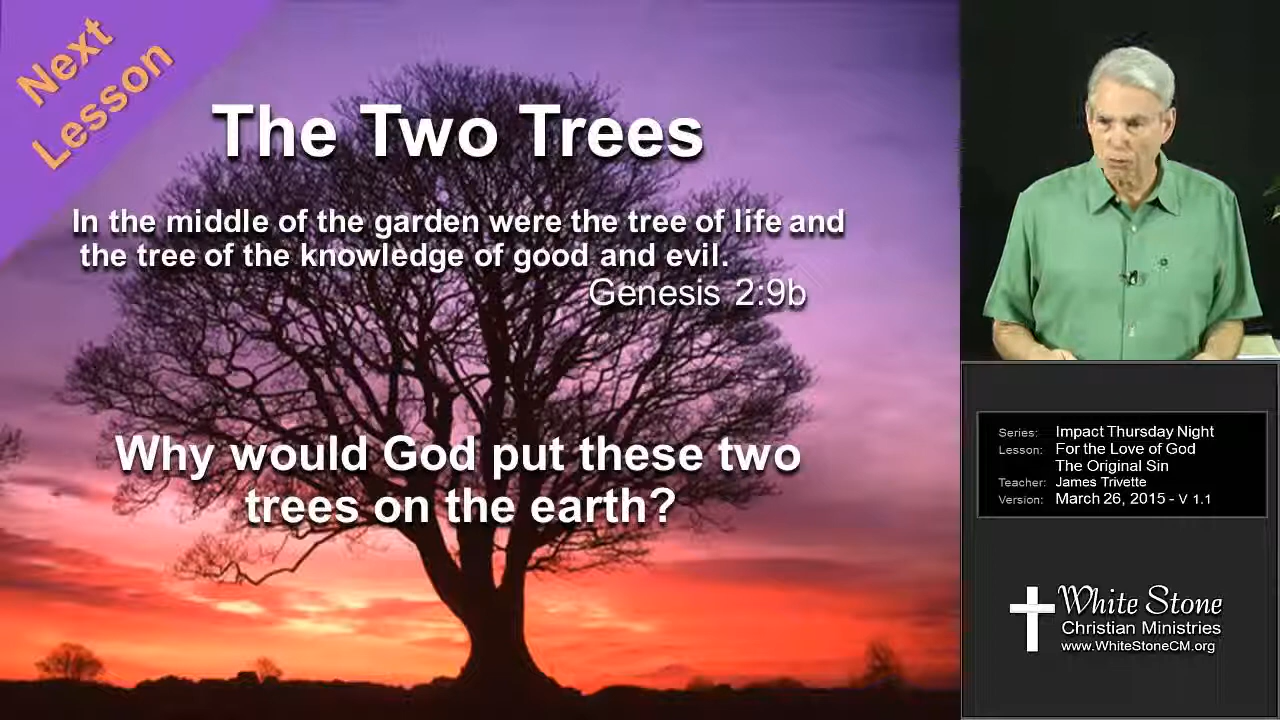 Next
Lesson
The Two Trees
In the middle of the garden were the tree of life and
the tree of the knowledge of good and evil.
Genesis 2:9b
Why would God put these two
trees on the earth?
Series: Impact Thursday Night
Lesson: For the Love of God
The Original Sin
Teacher: James Trivette
Version: March 26, 2015 - V 1.1
White Stone
Christian Ministries
www.WhiteStoneCM.org